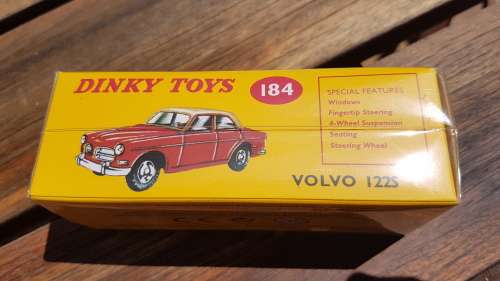 DINKY TOYS
184
SPECIAL FEATURES
Windows
Fingertip Steering
4-Wheel Suspension
Seating
Steering Wheel
VOLVO 122S